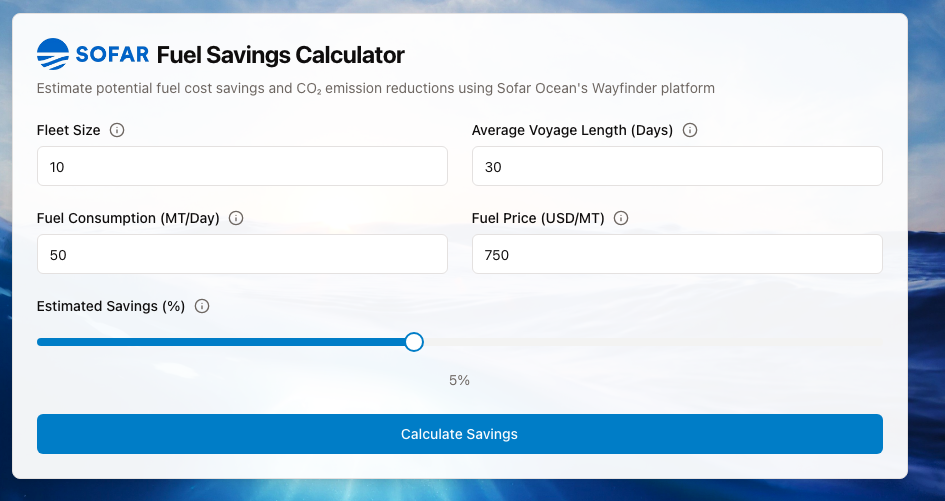 SOFAR Fuel Savings Calculator
Estimate potential fuel cost savings and CO₂ emission reductions using Sofar Ocean's Wayfinder platform
Fleet Size
Average Voyage Length (Days)
10
30
Fuel Consumption (MT/Day)
Fuel Price (USD/MT)
50
750
Estimated Savings (%)
5%
Calculate Savings